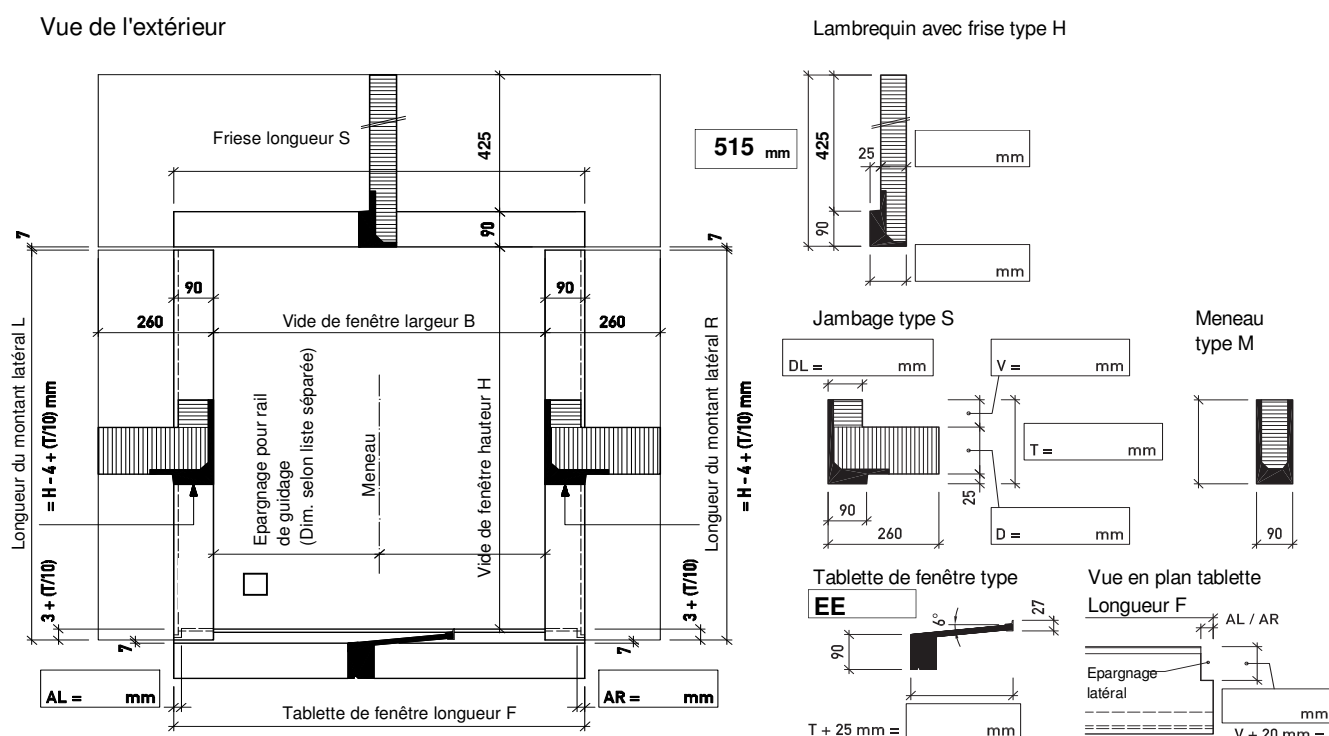 Vue de l'extérieur
Lambrequin avec frise type H
Friese longueur S
425
515 mm
425
25
mm
90
7
90
7
90
mm
90
90
260
Vide de fenêtre largeur B
260
Jambage type S
Meneau
type M
DL = mm
V = mm
Longueur du montant latéral L
= H - 4 + (T/10) mm
Epargnage pour rail
de guidage
(Dim. selon liste séparée)
Meneau
Vide de fenêtre hauteur H
Longueur du montant latéral R
= H - 4 + (T/10) mm
T = mm
25
90
260
D = mm
90
3 + (T/10)
3 + (T/10)
Tablette de fenêtre type
EE
6°
27
90
Vue en plan tablette
Longueur F
AL / AR
Epargnage
latéral
7
7
AL = mm
AR = mm
Tablette de fenêtre longueur F
T + 25 mm = mm
mm
V + 20 mm =